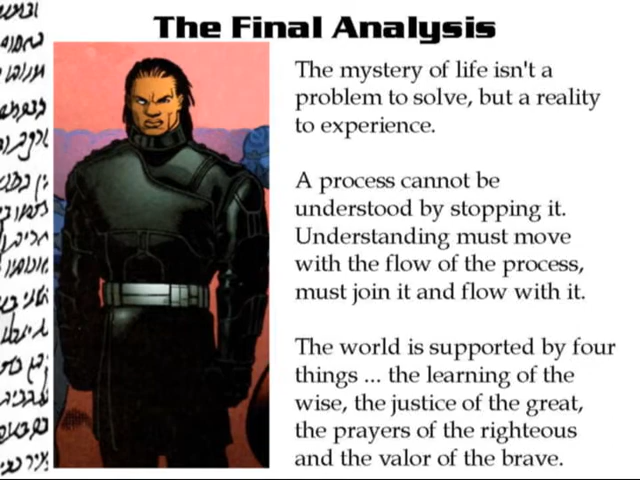 The Final Analysis
The mystery of life isn't a
problem to solve, but a reality
to experience.
A process cannot be
understood by stopping it.
Understanding must move
with the flow of the process,
must join it and flow with it.
The world is supported by four
things ... the learning of the
wise, the justice of the great,
the prayers of the righteous
and the valor of the brave.